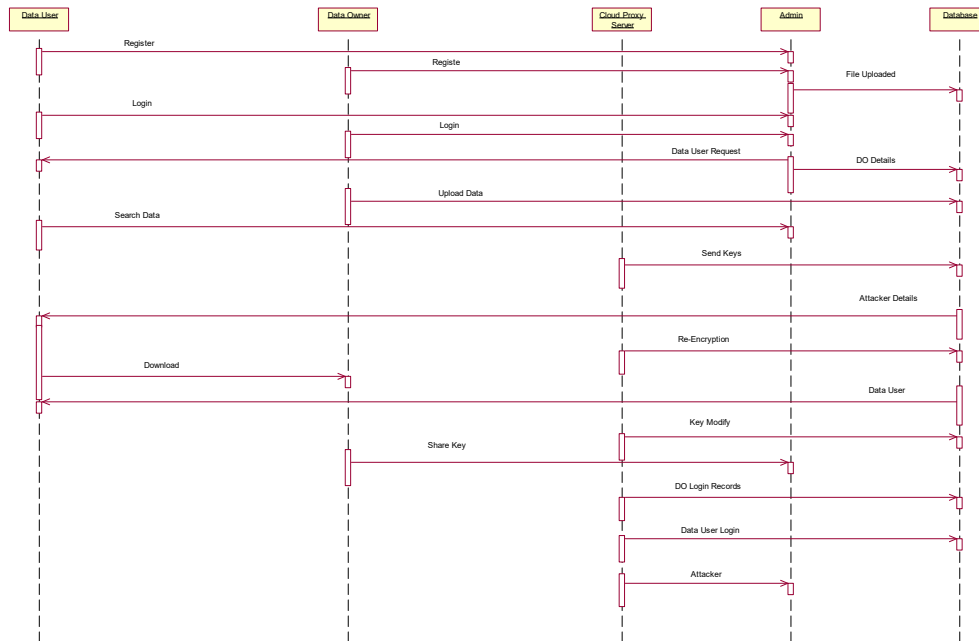 Data User
Data Owner
Cloud Proxy
Server
Admin
Database
Register
Registe
File Uploaded
Login
Login
Data User Request
DO Details
Upload Data
Search Data
Send Keys
Attacker Details
Re-Encryption
Download
Data User
Key Modify
Share Key
DO Login Records
Data User Login
Attacker